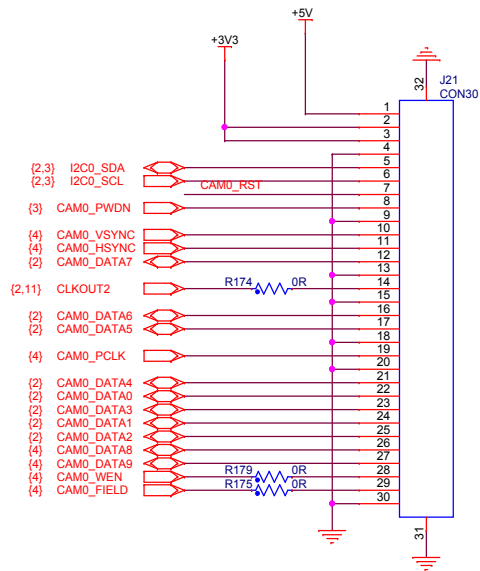 +5V
+3V3
32
J21
CON30
1
2
3
4
{2,3} I2C0_SDA 5
{2,3} I2C0_SCL 6
CAM0_RST 7
{3} CAM0_PWDN 8
9
{4} CAM0_VSYNC 10
{4} CAM0_HSYNC 11
{2} CAM0_DATA7 12
13
{2,11} CLKOUT2 R174 0R 14
15
{2} CAM0_DATA6 16
{2} CAM0_DATA5 17
18
{4} CAM0_PCLK 19
20
{2} CAM0_DATA4 21
{2} CAM0_DATA0 22
{2} CAM0_DATA3 23
{2} CAM0_DATA1 24
{2} CAM0_DATA2 25
{4} CAM0_DATA8 26
{4} CAM0_DATA9 27
{4} CAM0_WEN R179 0R 28
{4} CAM0_FIELD R175 0R 29
30
31